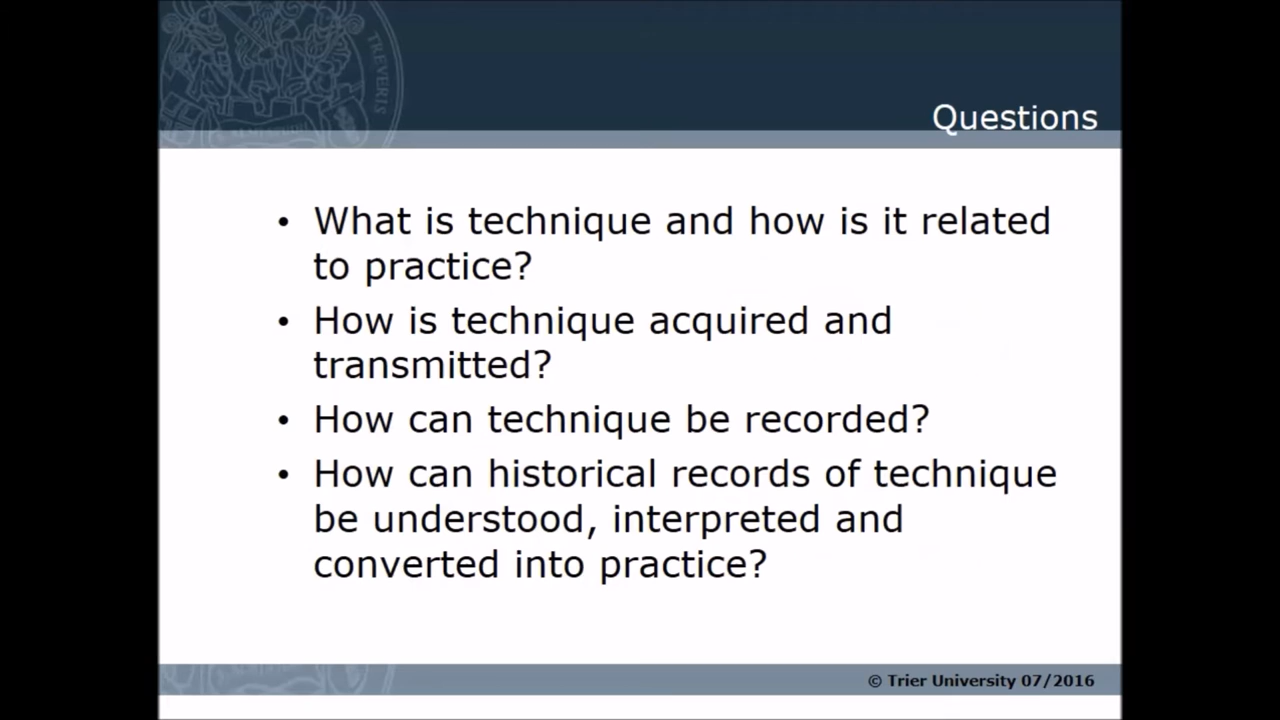 TREVERIS
Questions
• What is technique and how is it related
to practice?
• How is technique acquired and
transmitted?
• How can technique be recorded?
• How can historical records of technique
be understood, interpreted and
converted into practice?
© Trier University 07/2016